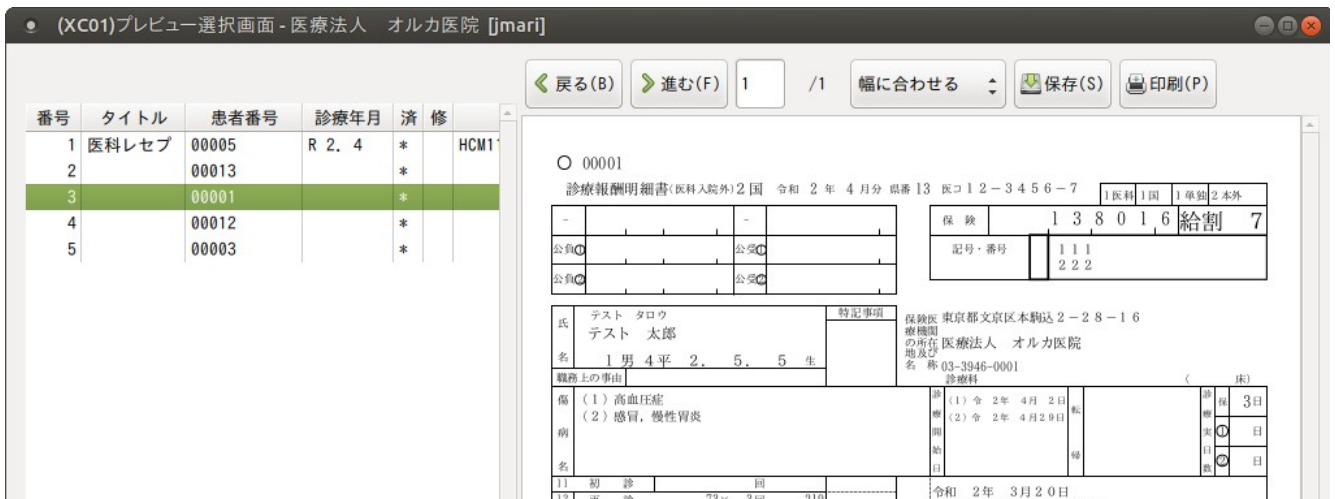 (XC01)プレビュー選択画面 - 医療法人　オルカ医院 [jmari]
戻る(B) 進む(F) 1 /1 幅に合わせる 保存(S) 印刷(P)
番号 タイトル 患者番号 診療年月 済 修
1 医科レセプ 00005 R 2. 4 * HCM1
2 00013 *
3 00001 *
4 00012 *
5 00003 *
○ 00001
診療報酬明細書(医科入院外)2 国 令和 2 年 4 月分 県番 13 医コ 1 2 − 3 4 5 6 − 7
1 医科 1 国 1 単独 2 本外
− −
保 険 1 3 8 0 1 6 給割 7
公負① 公受①
記号・番号 1 1 1
2 2 2
公負② 公受②
氏名
テスト タロウ
テスト 太郎
1 男 4 平 2. 5. 5 生
特記事項
職務上の事由
保険医療機関の所在地及び名称
東京都文京区本駒込 2 − 2 8 − 1 6
医療法人 オルカ医院
03-3946-0001
診療科 ( 床)
傷病名
(1) 高血圧症
(2) 感冒，慢性胃炎
診療開始日
(1) 令 2年 4月 2日
(2) 令 2年 4月29日
転帰
診療実日数
保 3日
① 日
② 日
11 初 診 回
12 再 診 73× 3回 219
令和 2年 3月20日